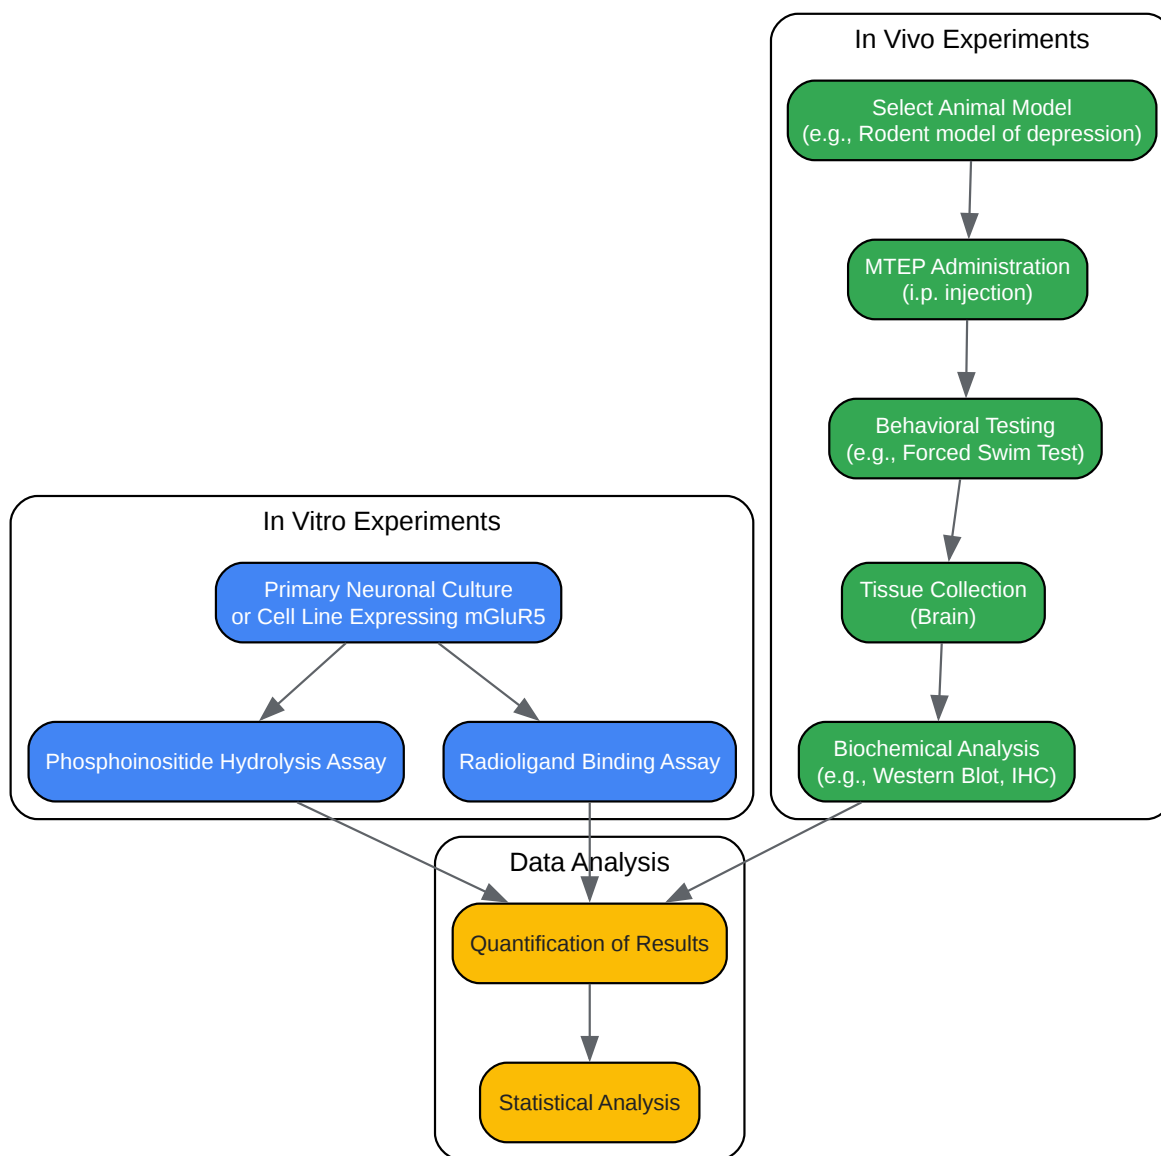 In Vivo Experiments
Select Animal Model
(e.g., Rodent model of depression)
MTEP Administration
(i.p. injection)
Behavioral Testing
(e.g., Forced Swim Test)
Tissue Collection
(Brain)
Biochemical Analysis
(e.g., Western Blot, IHC)
In Vitro Experiments
Primary Neuronal Culture
or Cell Line Expressing mGluR5
Phosphoinositide Hydrolysis Assay
Radioligand Binding Assay
Data Analysis
Quantification of Results
Statistical Analysis